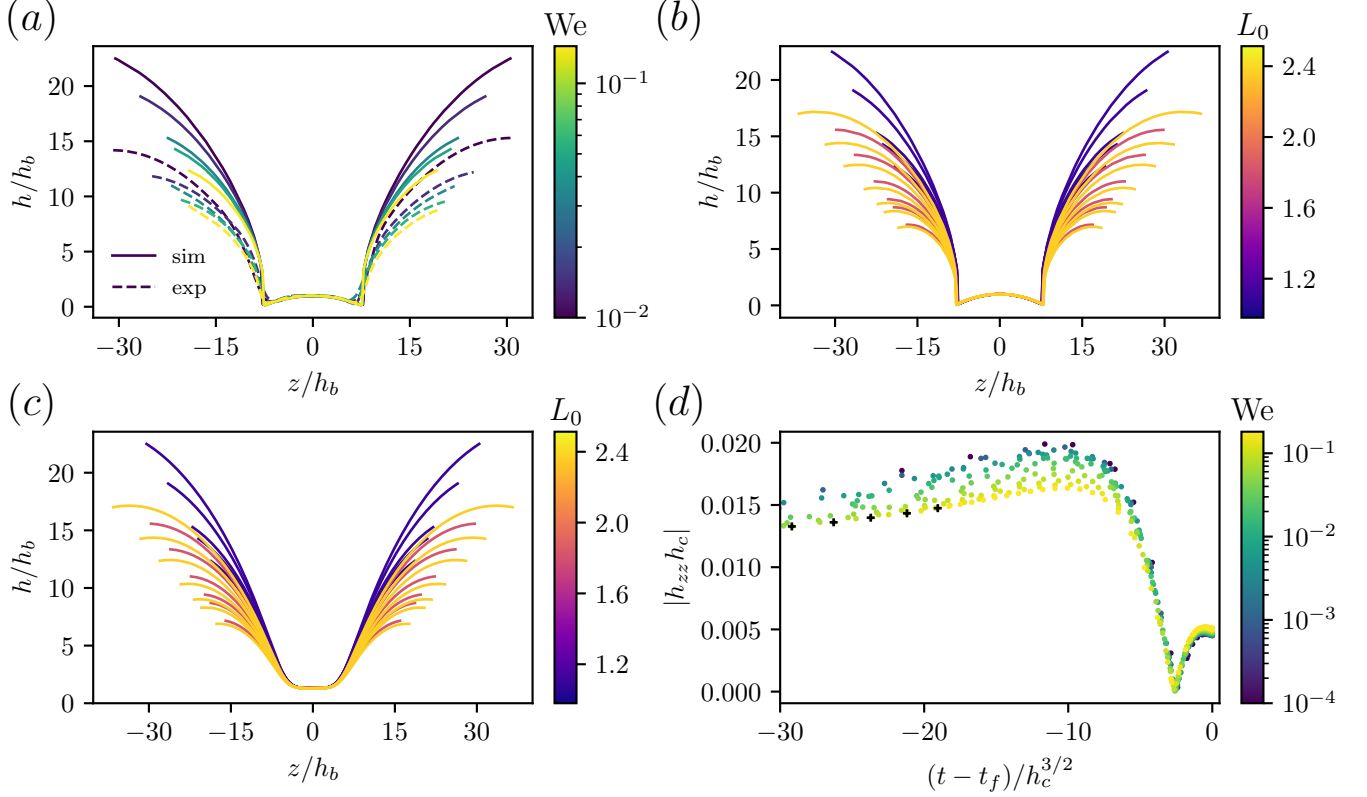 (a)
We
h/h_b
20
15
10
5
0
sim
exp
−30 −15 0 15 30
z/h_b
10^{−1}
10^{−2}
(b)
L_0
h/h_b
20
15
10
5
0
−30 −15 0 15 30
z/h_b
2.4
2.0
1.6
1.2
(c)
L_0
h/h_b
20
15
10
5
0
−30 −15 0 15 30
z/h_b
2.4
2.0
1.6
1.2
(d)
We
|h_{zz}h_c|
0.020
0.015
0.010
0.005
0.000
−30 −20 −10 0
(t − t_f)/h_c^{3/2}
10^{−1}
10^{−2}
10^{−3}
10^{−4}